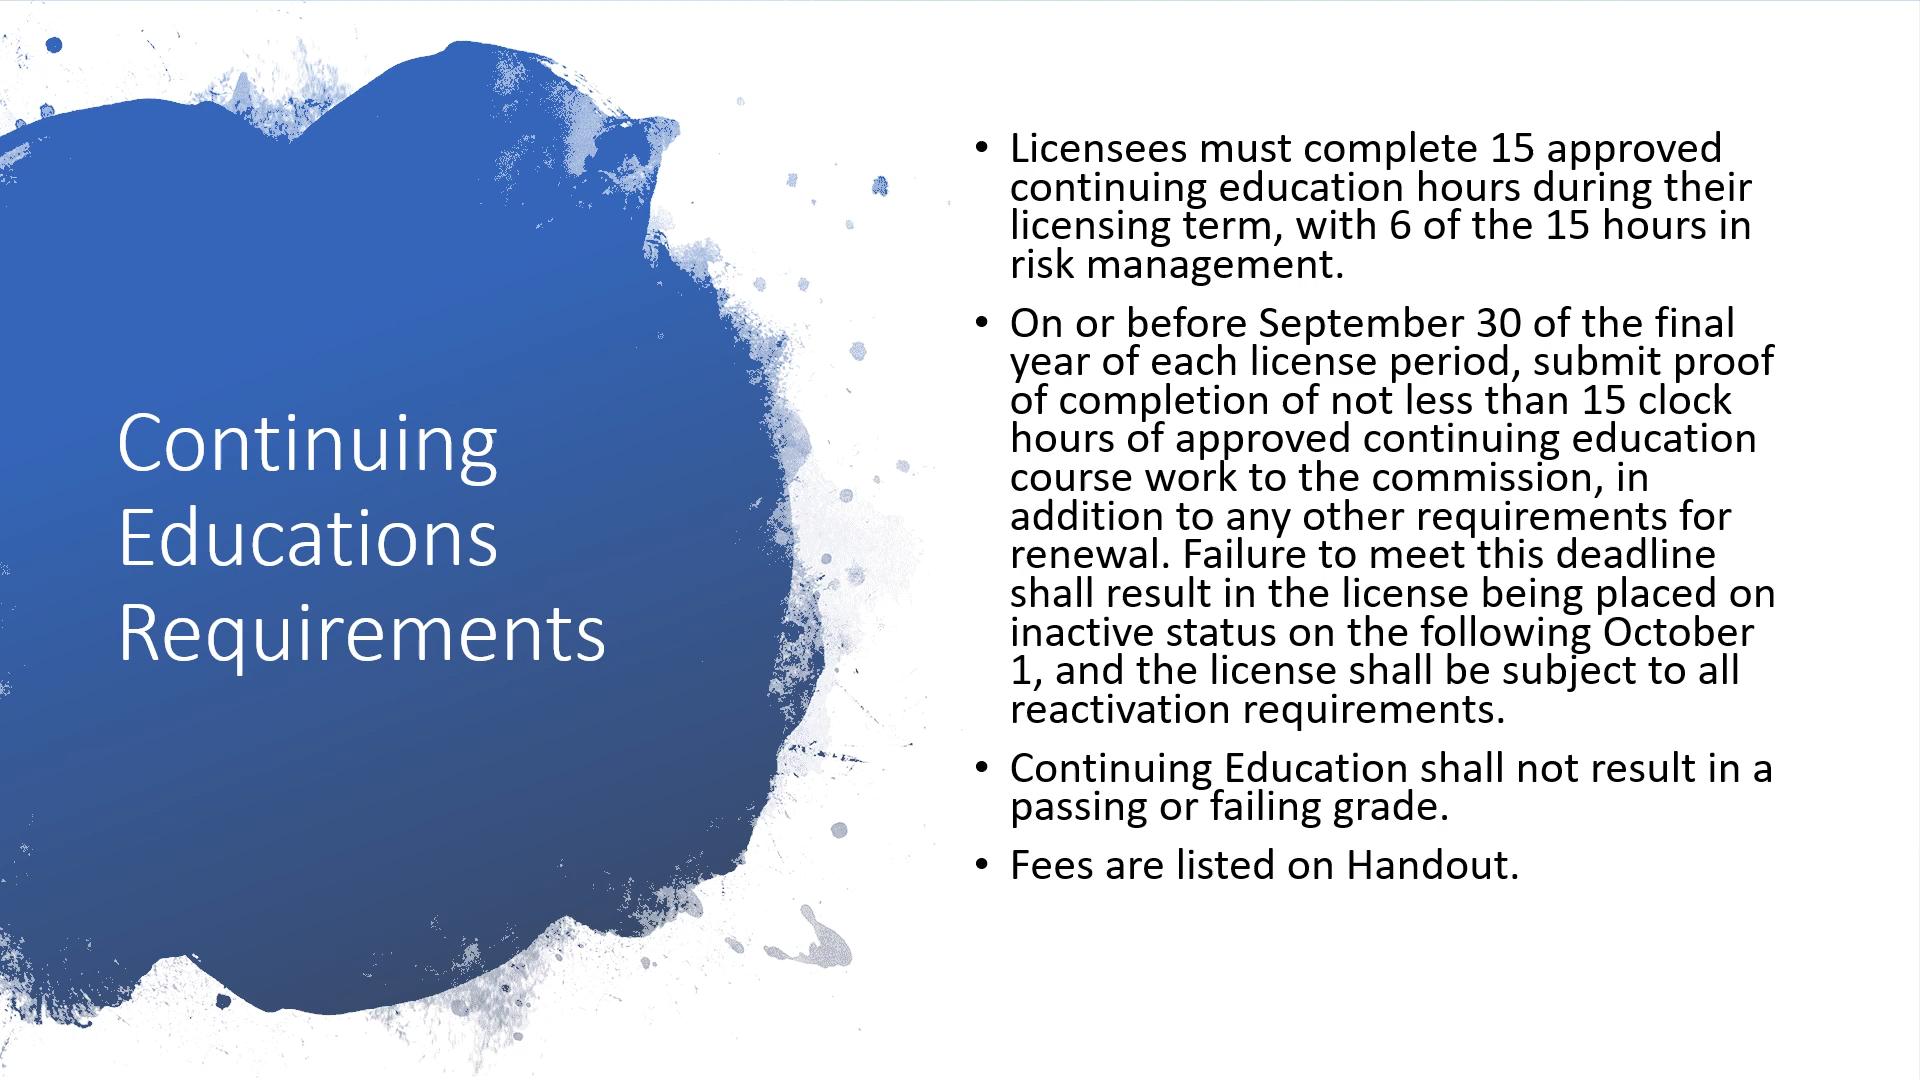 Continuing
Educations
Requirements
• Licensees must complete 15 approved
continuing education hours during their
licensing term, with 6 of the 15 hours in
risk management.
• On or before September 30 of the final
year of each license period, submit proof
of completion of not less than 15 clock
hours of approved continuing education
course work to the commission, in
addition to any other requirements for
renewal. Failure to meet this deadline
shall result in the license being placed on
inactive status on the following October
1, and the license shall be subject to all
reactivation requirements.
• Continuing Education shall not result in a
passing or failing grade.
• Fees are listed on Handout.